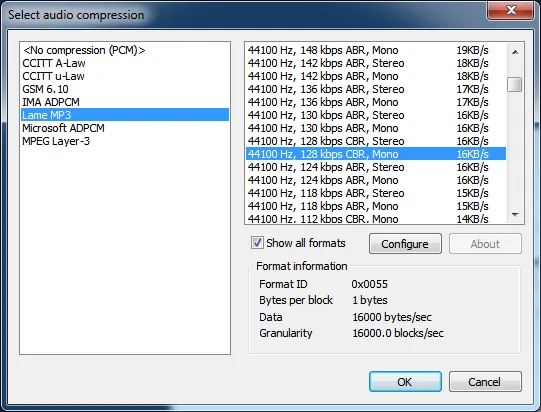 Select audio compression
<No compression (PCM)>
CCITT A-Law
CCITT u-Law
GSM 6.10
IMA ADPCM
Lame MP3
Microsoft ADPCM
MPEG Layer-3
44100 Hz, 148 kbps ABR, Mono 19KB/s
44100 Hz, 142 kbps ABR, Stereo 18KB/s
44100 Hz, 142 kbps ABR, Mono 18KB/s
44100 Hz, 136 kbps ABR, Stereo 17KB/s
44100 Hz, 136 kbps ABR, Mono 17KB/s
44100 Hz, 130 kbps ABR, Stereo 16KB/s
44100 Hz, 130 kbps ABR, Mono 16KB/s
44100 Hz, 128 kbps CBR, Stereo 16KB/s
44100 Hz, 128 kbps CBR, Mono 16KB/s
44100 Hz, 124 kbps ABR, Stereo 16KB/s
44100 Hz, 124 kbps ABR, Mono 16KB/s
44100 Hz, 118 kbps ABR, Stereo 15KB/s
44100 Hz, 118 kbps ABR, Mono 15KB/s
44100 Hz, 112 kbps CBR, Stereo 14KB/s
Show all formats
Configure
About
Format information
Format ID 0x0055
Bytes per block 1 bytes
Data 16000 bytes/sec
Granularity 16000.0 blocks/sec
OK
Cancel